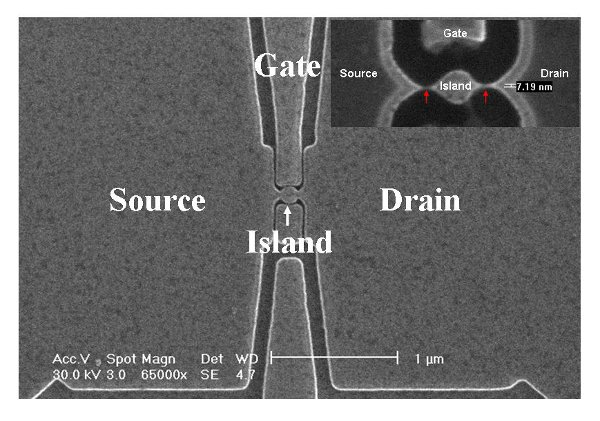 Gate
Source
Drain
Island
Gate
Source
Drain
Island
7.19 nm
Acc.V Spot Magn Det WD
30.0 kV 3.0 65000x SE 4.7
1 µm